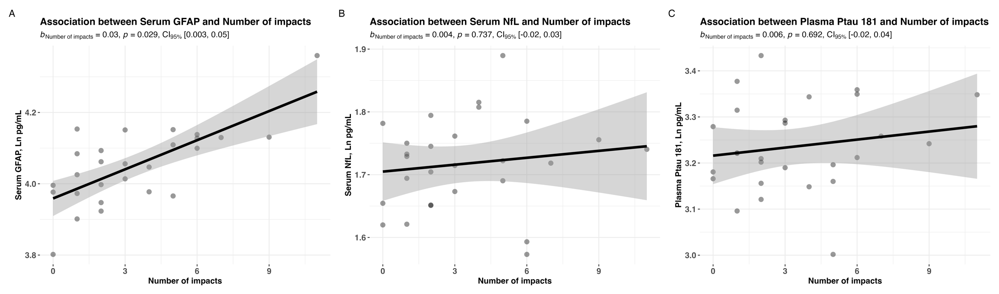 A
Association between Serum GFAP and Number of impacts
bNumber of impacts = 0.03, p = 0.029, CI95% [0.003, 0.05]
Serum GFAP, Ln pg/mL
4.2
4.0
3.8
0 3 6 9
Number of impacts
B
Association between Serum NfL and Number of impacts
bNumber of impacts = 0.004, p = 0.737, CI95% [-0.02, 0.03]
Serum NfL, Ln pg/mL
1.9
1.8
1.7
1.6
0 3 6 9
Number of impacts
C
Association between Plasma Ptau 181 and Number of impacts
bNumber of impacts = 0.006, p = 0.692, CI95% [-0.02, 0.04]
Plasma Ptau 181, Ln pg/mL
3.4
3.3
3.2
3.1
3.0
0 3 6 9
Number of impacts